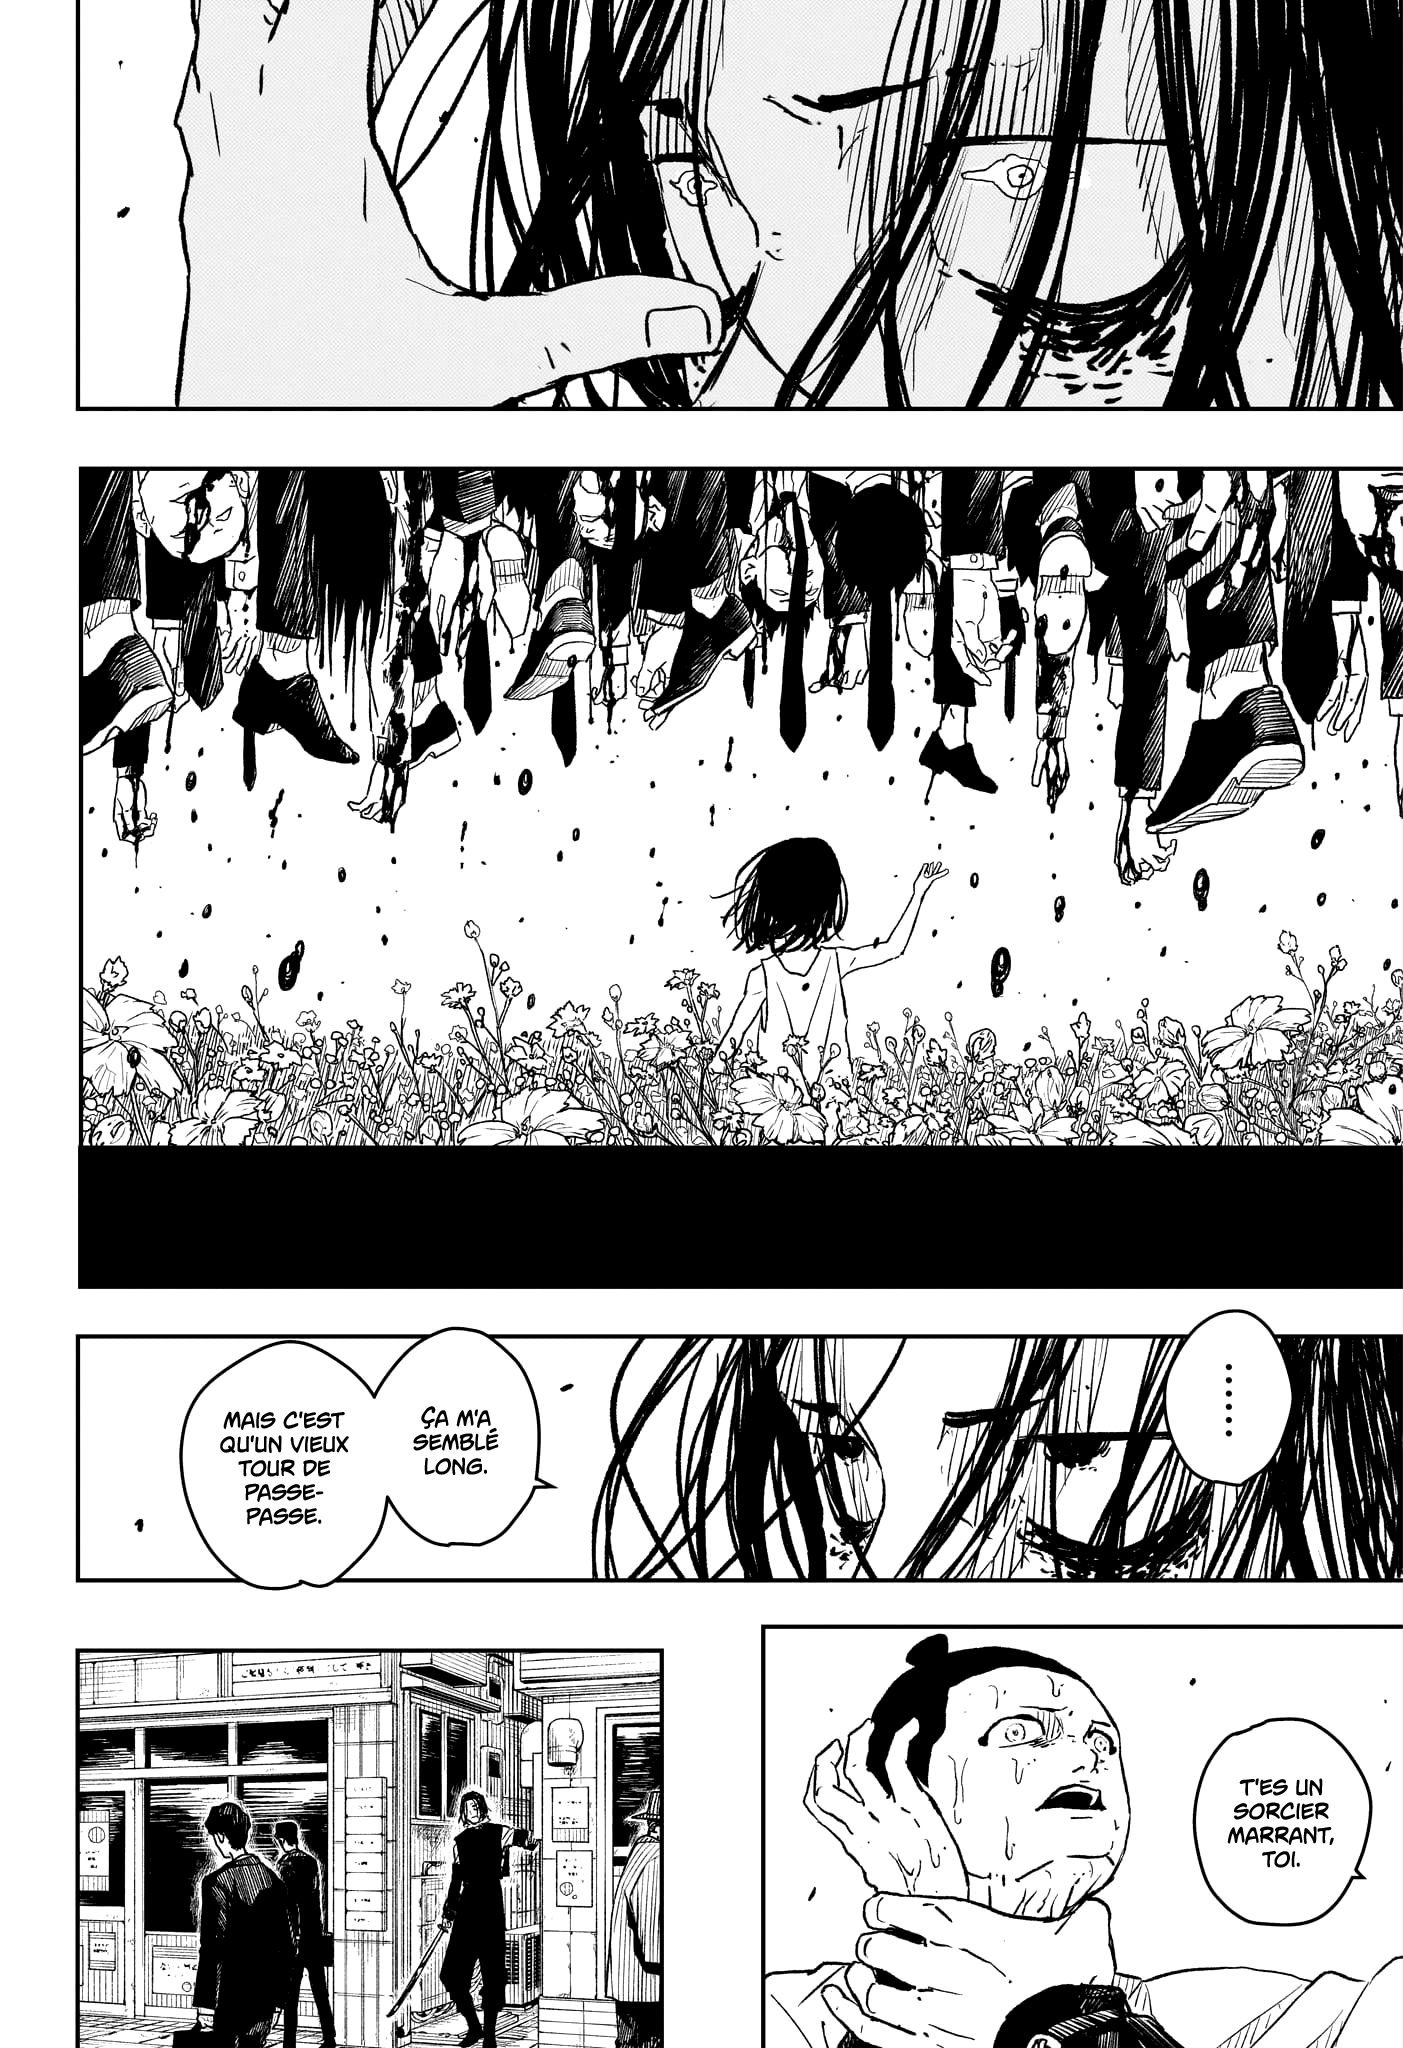 ........
ÇA M'A
SEMBLÉ
LONG.
MAIS C'EST
QU'UN VIEUX
TOUR DE
PASSE-
PASSE.
T'ES UN
SORCIER
MARRANT,
TOI.